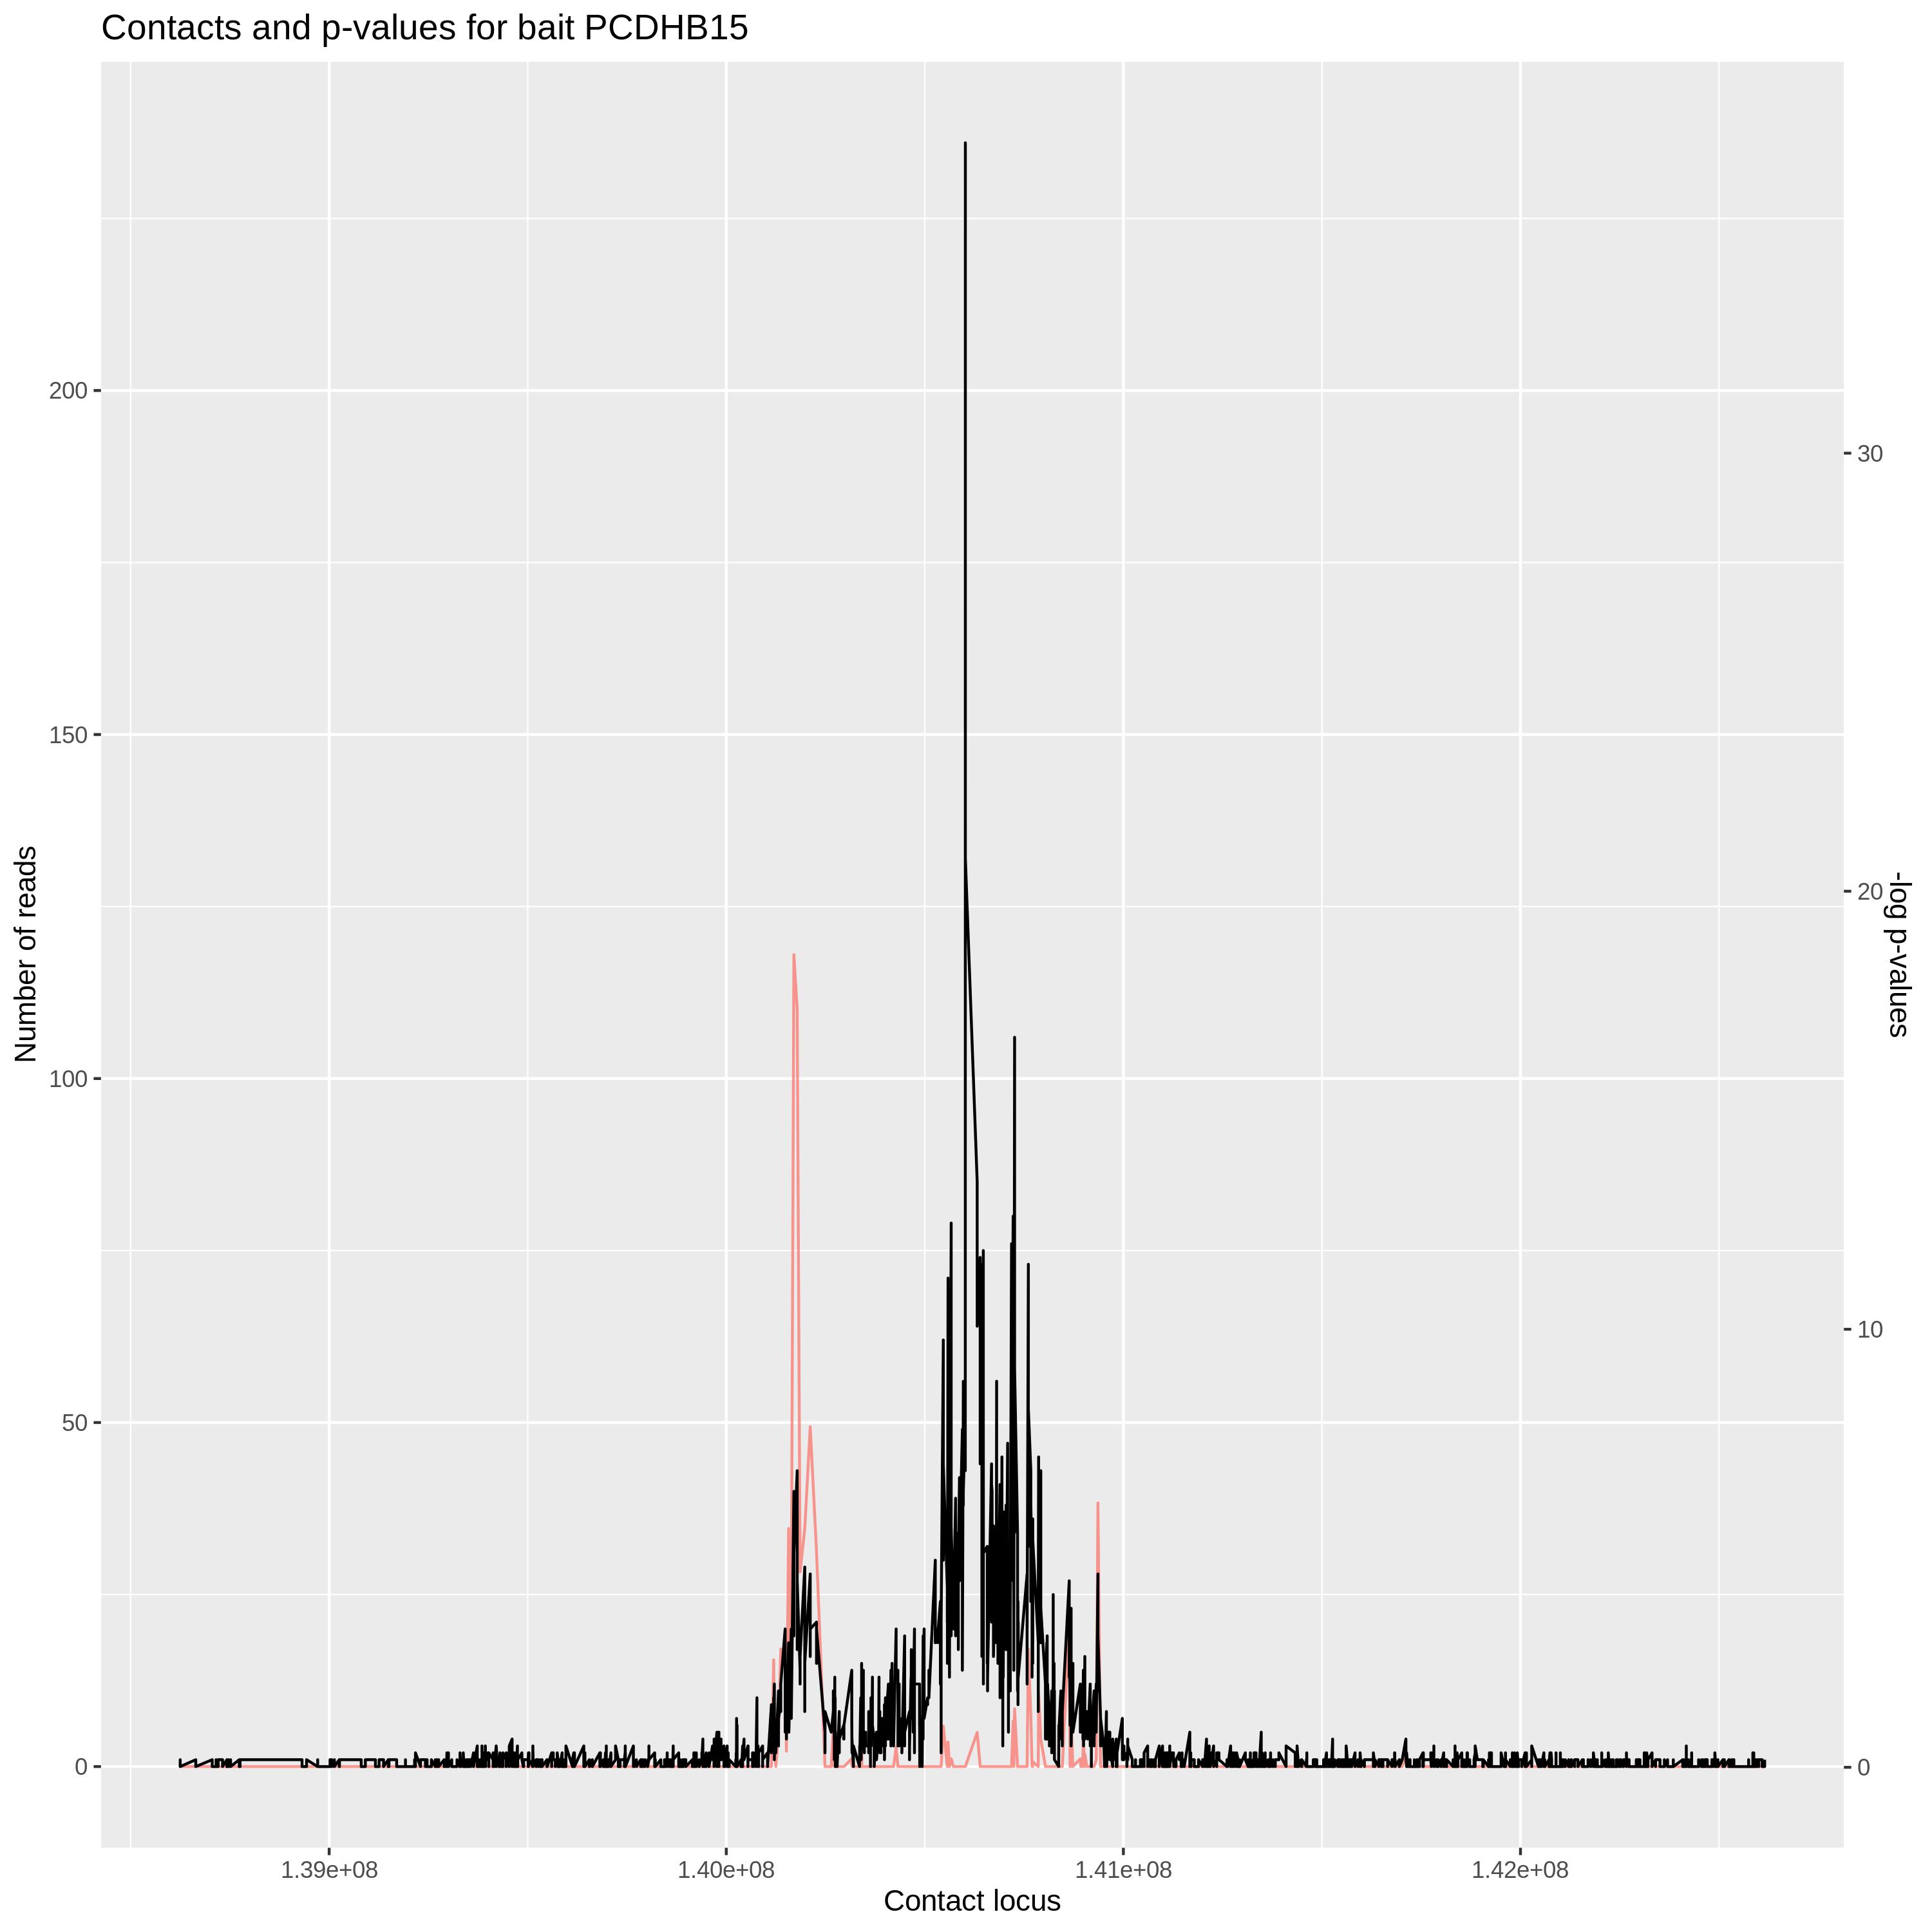 Contacts and p-values for bait PCDHB15
Number of reads
200
150
100
50
0
30
20
10
0
-log p-values
1.39e+08
1.40e+08
1.41e+08
1.42e+08
Contact locus